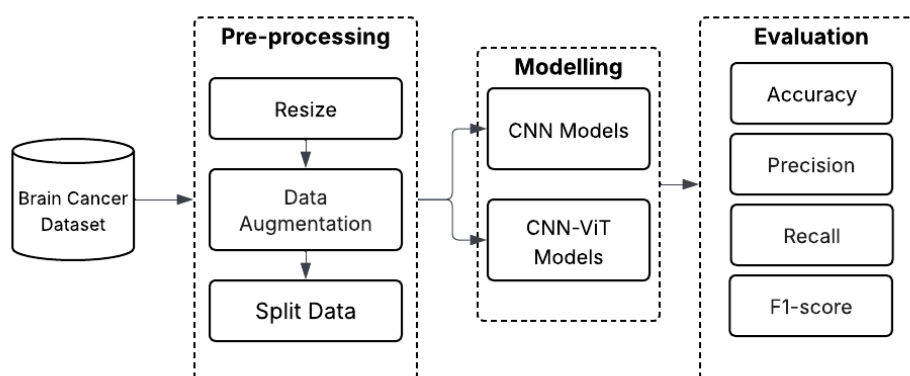 Brain Cancer
Dataset
Pre-processing
Resize
Data
Augmentation
Split Data
Modelling
CNN Models
CNN-ViT
Models
Evaluation
Accuracy
Precision
Recall
F1-score